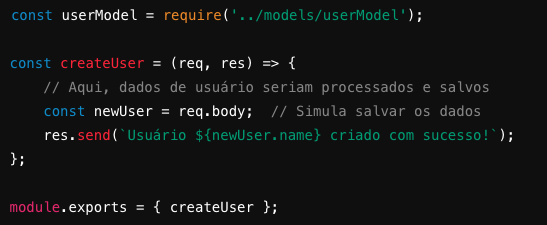 const userModel = require('../models/userModel');
const createUser = (req, res) => {
    // Aqui, dados de usuário seriam processados e salvos
    const newUser = req.body;  // Simula salvar os dados
    res.send(`Usuário ${newUser.name} criado com sucesso!`);
};
module.exports = { createUser };